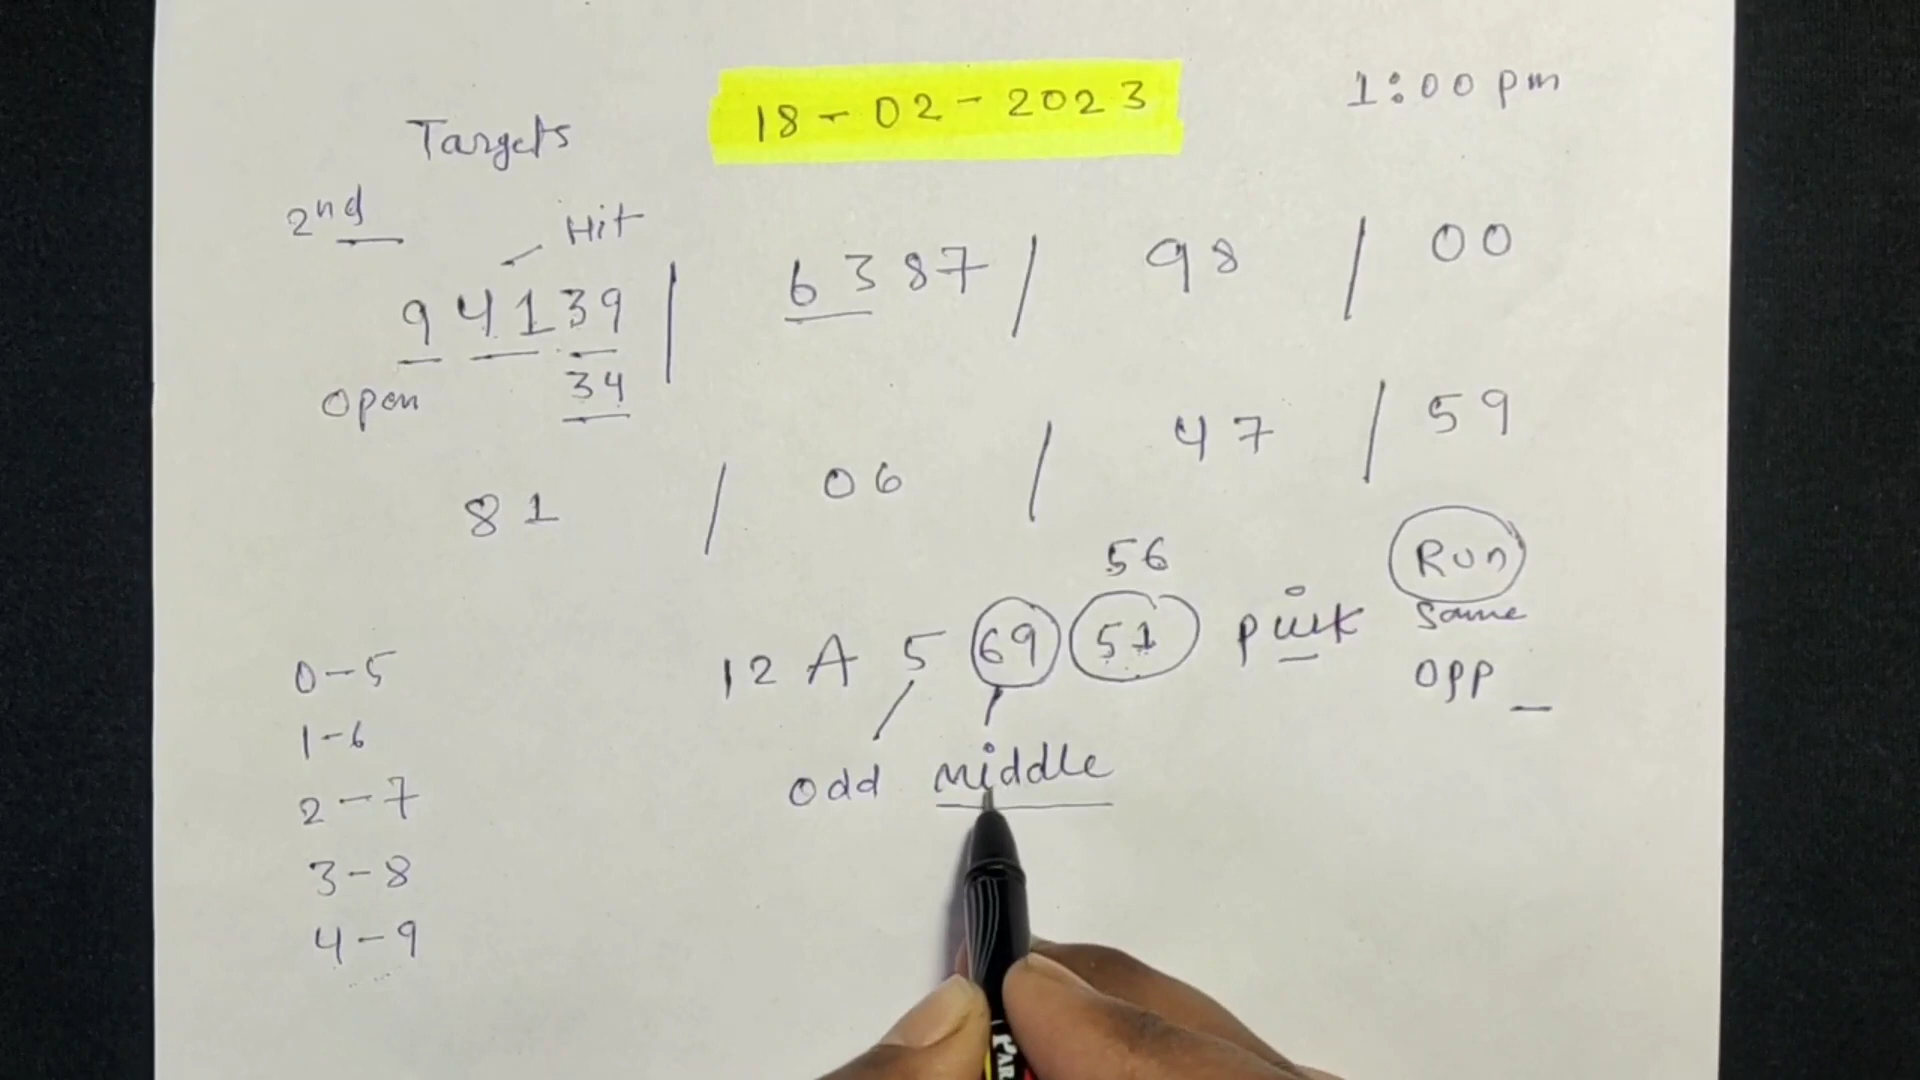 18-02-2023
1:00 pm
Targets
2nd
Hit
94139 / 6387 / 98 / 00
34
open
81 / 06 / 47 / 59
56
Run
12 A 5 69 51 pink same
opp _
odd middle
0-5
1-6
2-7
3-8
4-9
PAR